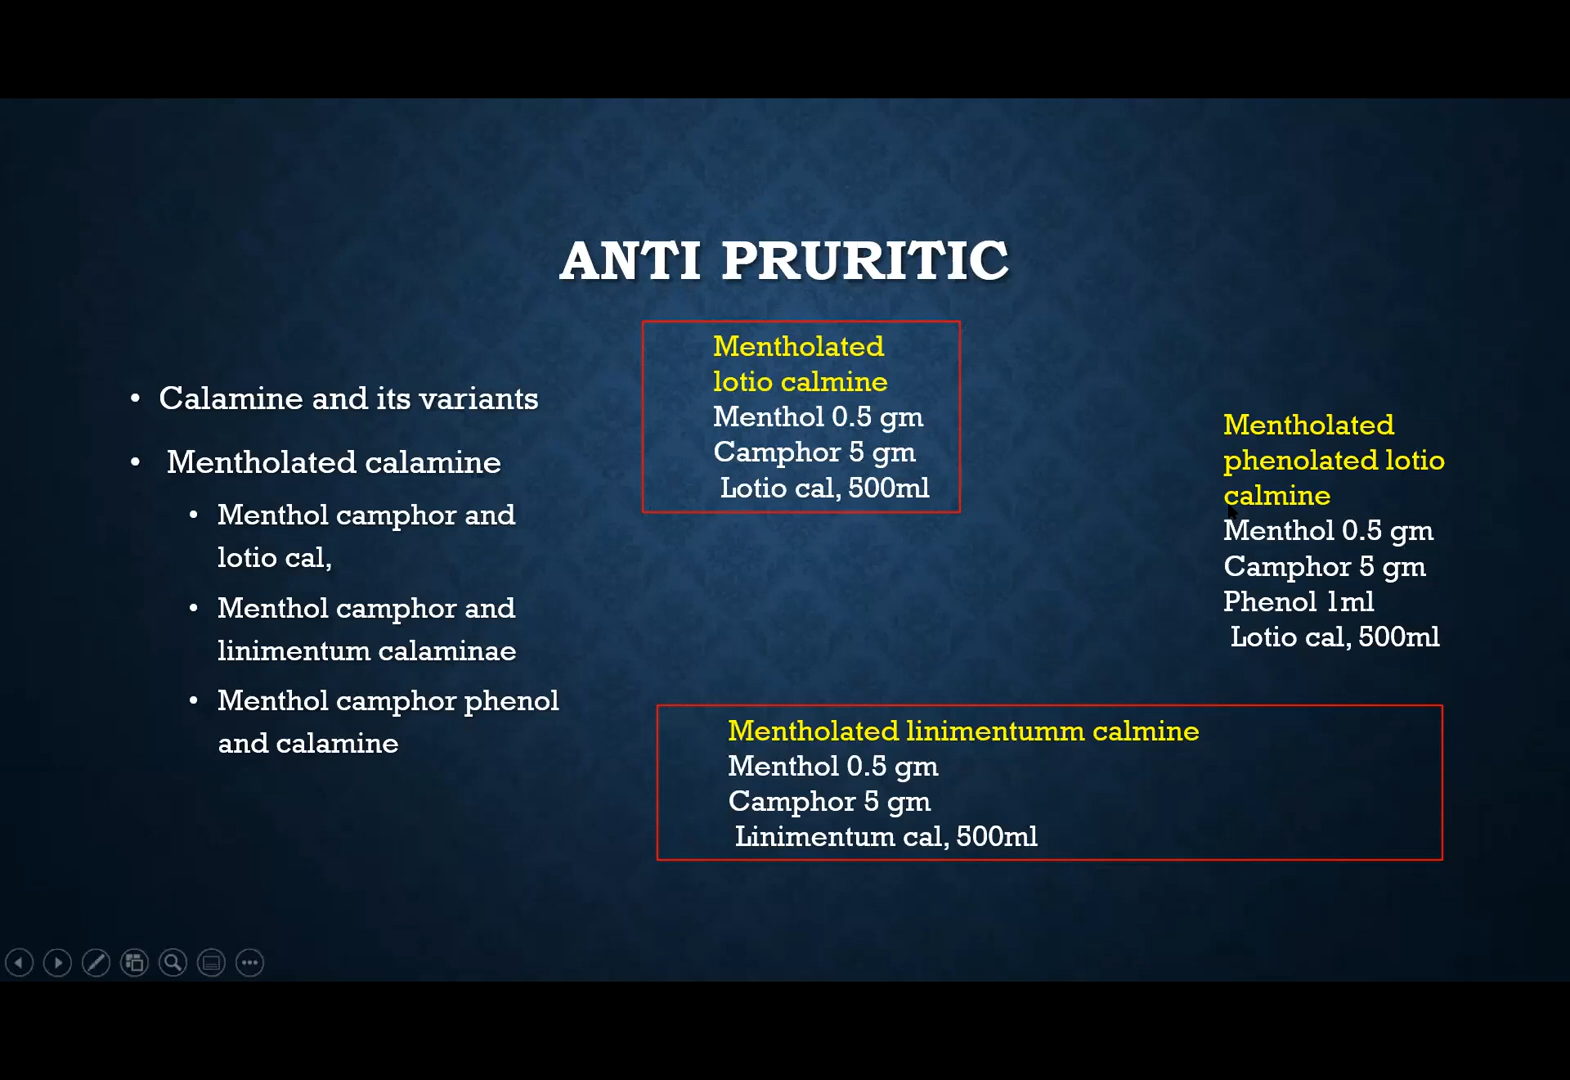 ANTI PRURITIC
• Calamine and its variants
• Mentholated calamine
• Menthol camphor and
lotio cal,
• Menthol camphor and
linimentum calaminae
• Menthol camphor phenol
and calamine
Mentholated
lotio calmine
Menthol 0.5 gm
Camphor 5 gm
Lotio cal, 500ml
Mentholated
phenolated lotio
calmine
Menthol 0.5 gm
Camphor 5 gm
Phenol 1ml
Lotio cal, 500ml
Mentholated linimentumm calmine
Menthol 0.5 gm
Camphor 5 gm
Linimentum cal, 500ml